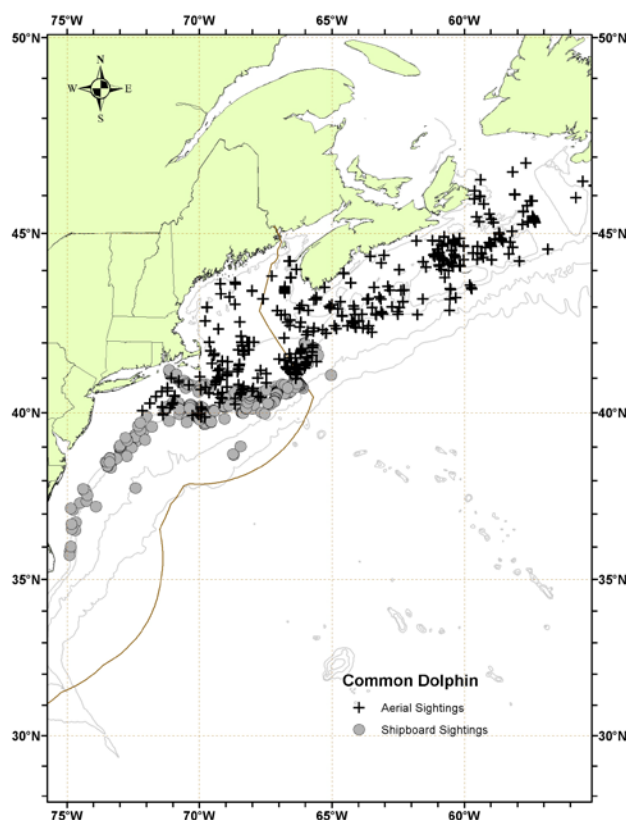 75°W 70°W 65°W 60°W
50°N 50°N
N
W E
S
45°N 45°N
40°N 40°N
35°N 35°N
Common Dolphin
Aerial Sightings
Shipboard Sightings
30°N 30°N
75°W 70°W 65°W 60°W